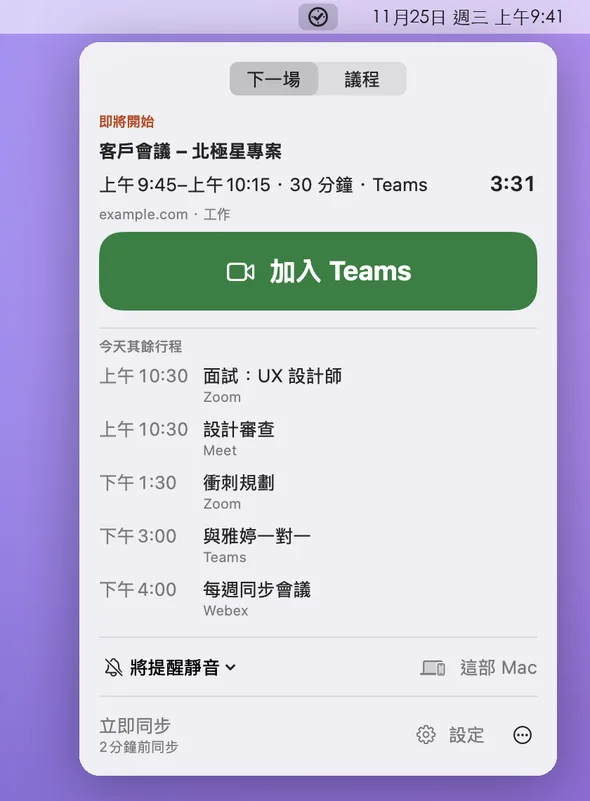 11月25日 週三 上午9:41
下一場 議程
即將開始
客戶會議 – 北極星專案
上午 9:45–上午 10:15 · 30 分鐘 · Teams 3:31
example.com · 工作
加入 Teams
今天其餘行程
上午 10:30 面試：UX 設計師
Zoom
上午 10:30 設計審查
Meet
下午 1:30 衝刺規劃
Zoom
下午 3:00 與雅婷一對一
Teams
下午 4:00 每週同步會議
Webex
將提醒靜音 這部 Mac
立即同步
2 分鐘前同步
設定